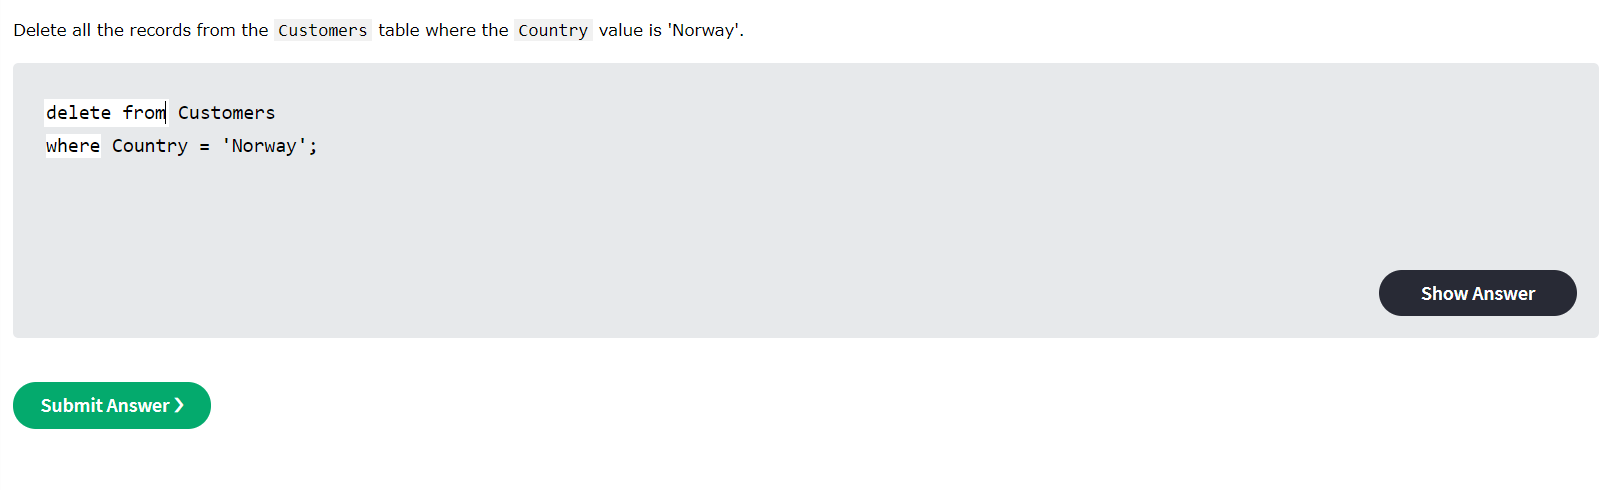 Delete all the records from the Customers table where the Country value is 'Norway'.
delete from Customers
where Country = 'Norway';
Show Answer
Submit Answer ❯